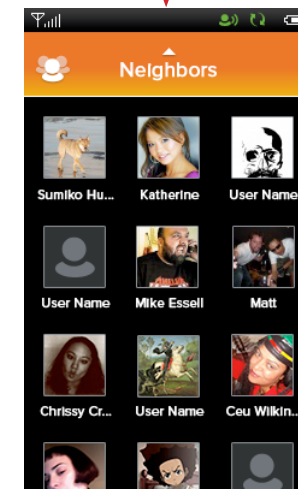 Neighbors
Sumiko Hu...
Katherine
User Name
User Name
Mike Essell
Matt
Chrissy Cr...
User Name
Ceu Wilkin...